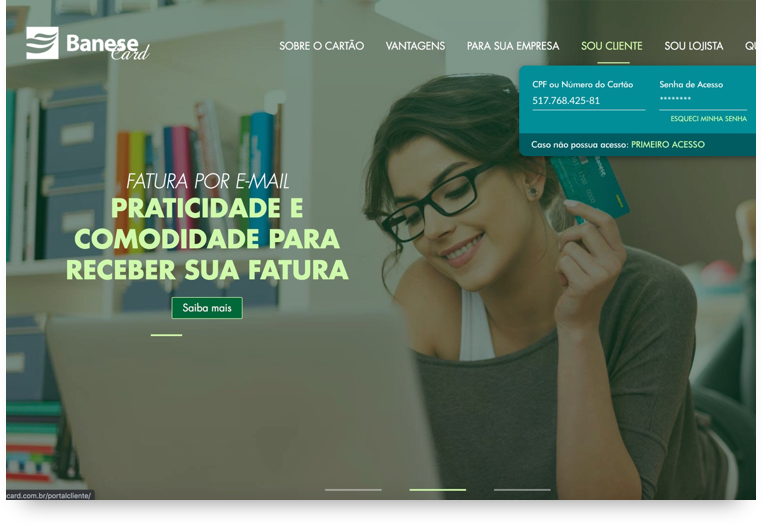 Banese
Card
SOBRE O CARTÃO
VANTAGENS
PARA SUA EMPRESA
SOU CLIENTE
SOU LOJISTA
QU
CPF ou Número do Cartão
Senha de Acesso
517.768.425-81
********
ESQUECI MINHA SENHA
Caso não possua acesso: PRIMEIRO ACESSO
FATURA POR E-MAIL
PRATICIDADE E
COMODIDADE PARA
RECEBER SUA FATURA
Saiba mais
card.com.br/portalcliente/